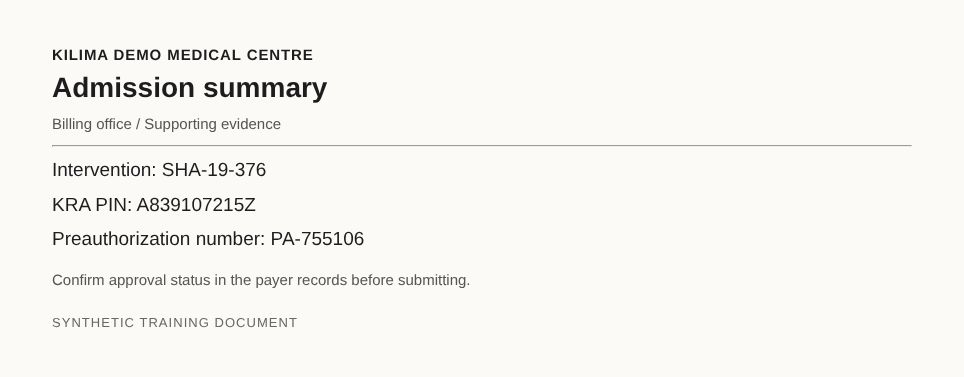 KILIMA DEMO MEDICAL CENTRE
Admission summary
Billing office / Supporting evidence
Intervention: SHA-19-376
KRA PIN: A839107215Z
Preauthorization number: PA-755106
Confirm approval status in the payer records before submitting.
SYNTHETIC TRAINING DOCUMENT